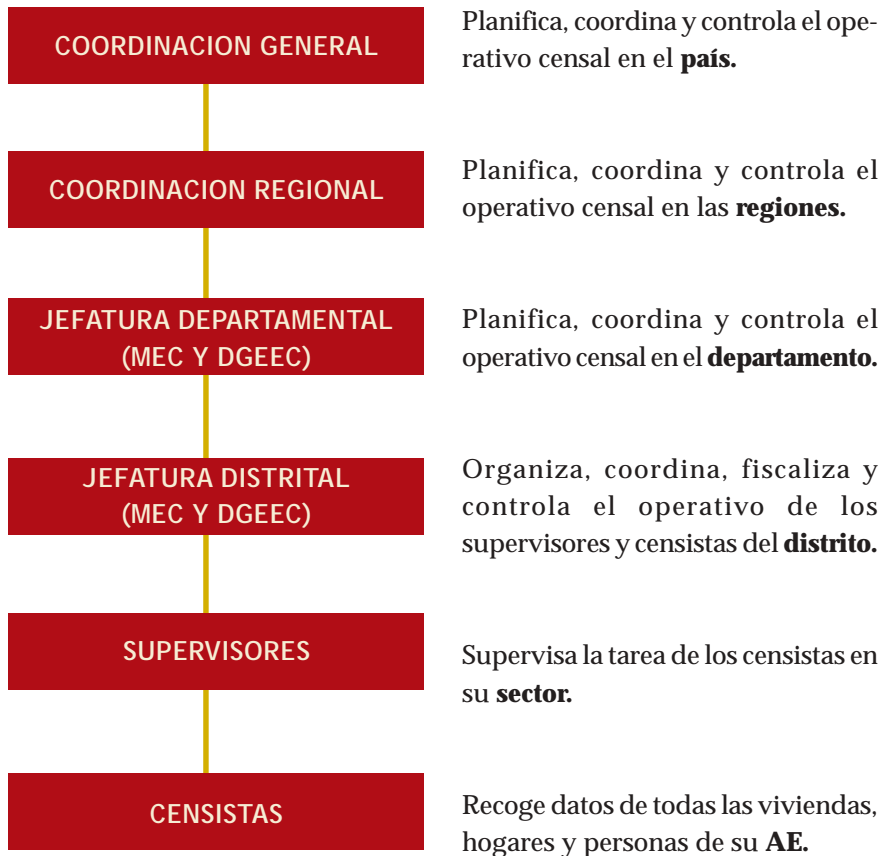 COORDINACION GENERAL
Planifica, coordina y controla el ope-
rativo censal en el país.
COORDINACION REGIONAL
Planifica, coordina y controla el
operativo censal en las regiones.
JEFATURA DEPARTAMENTAL
(MEC Y DGEEC)
Planifica, coordina y controla el
operativo censal en el departamento.
JEFATURA DISTRITAL
(MEC Y DGEEC)
Organiza, coordina, fiscaliza y
controla el operativo de los
supervisores y censistas del distrito.
SUPERVISORES
Supervisa la tarea de los censistas en
su sector.
CENSISTAS
Recoge datos de todas las viviendas,
hogares y personas de su AE.